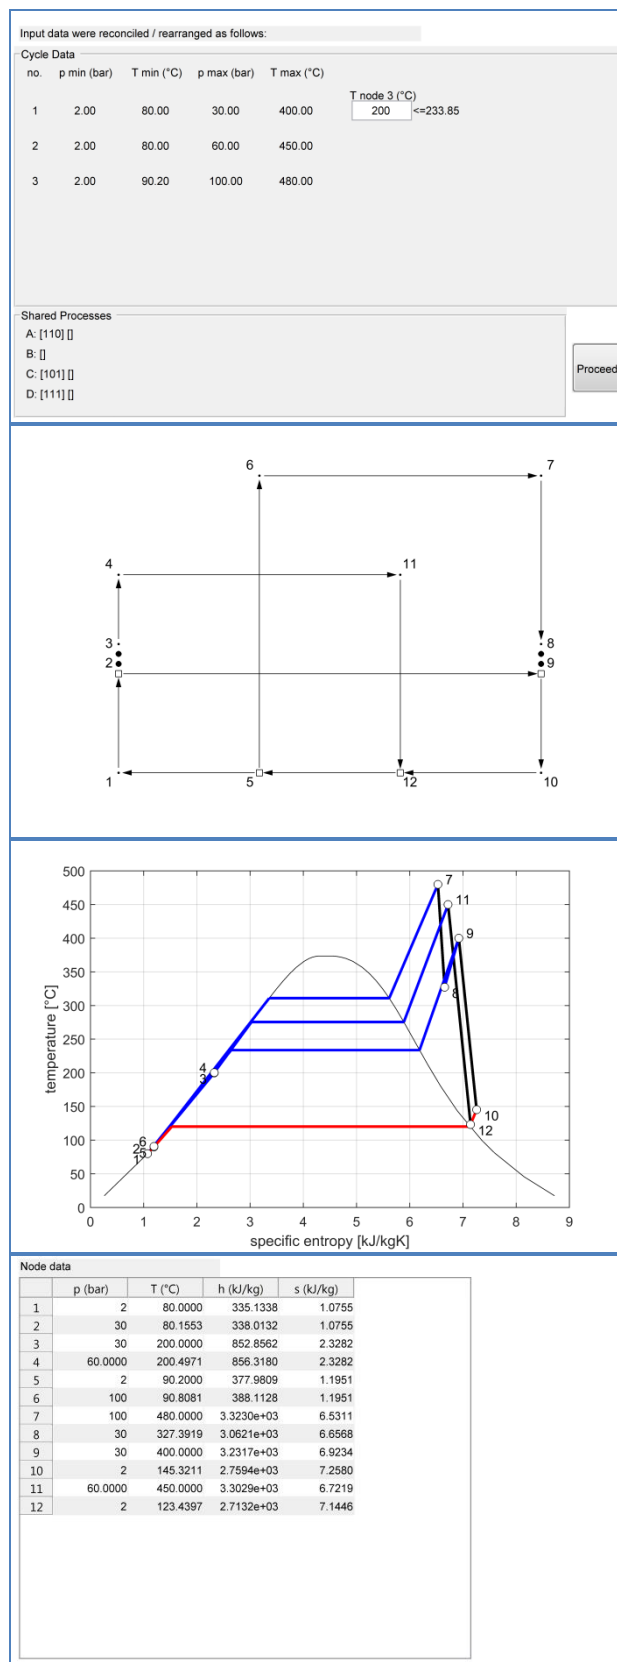 Input data were reconciled / rearranged as follows:
Cycle Data
no. p min (bar) T min (°C) p max (bar) T max (°C)
T node 3 (°C)
1 2.00 80.00 30.00 400.00 200 <=233.85
2 2.00 80.00 60.00 450.00
3 2.00 90.20 100.00 480.00
Shared Processes
A: [110] []
B: []
C: [101] []
D: [111] []
Proceed
6 7
4 11
3 8
2 9
1 5 12 10
500
450
400
350
300
250
200
150
100
50
0
temperature [°C]
7
11
9
8
4
3
6
2
5
1
10
12
0 1 2 3 4 5 6 7 8 9
specific entropy [kJ/kgK]
Node data
p (bar) T (°C) h (kJ/kg) s (kJ/kg)
1 2 80.0000 335.1338 1.0755
2 30 80.1553 338.0132 1.0755
3 30 200.0000 852.8562 2.3282
4 60.0000 200.4971 856.3180 2.3282
5 2 90.2000 377.9809 1.1951
6 100 90.8081 388.1128 1.1951
7 100 480.0000 3.3230e+03 6.5311
8 30 327.3919 3.0621e+03 6.6568
9 30 400.0000 3.2317e+03 6.9234
10 2 145.3211 2.7594e+03 7.2580
11 60.0000 450.0000 3.3029e+03 6.7219
12 2 123.4397 2.7132e+03 7.1446